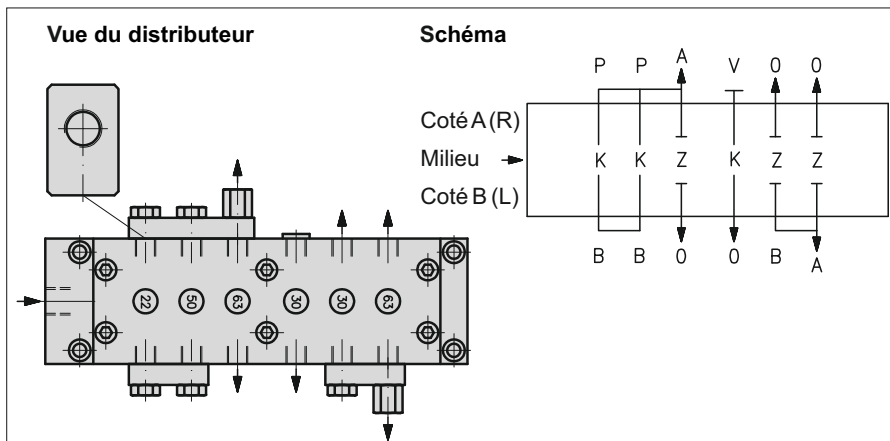 Vue du distributeur
Schéma
P P A V 0 0
Coté A (R)
Milieu K K Z K Z Z
Coté B (L)
B B 0 0 B A
22 50 63 30 30 63